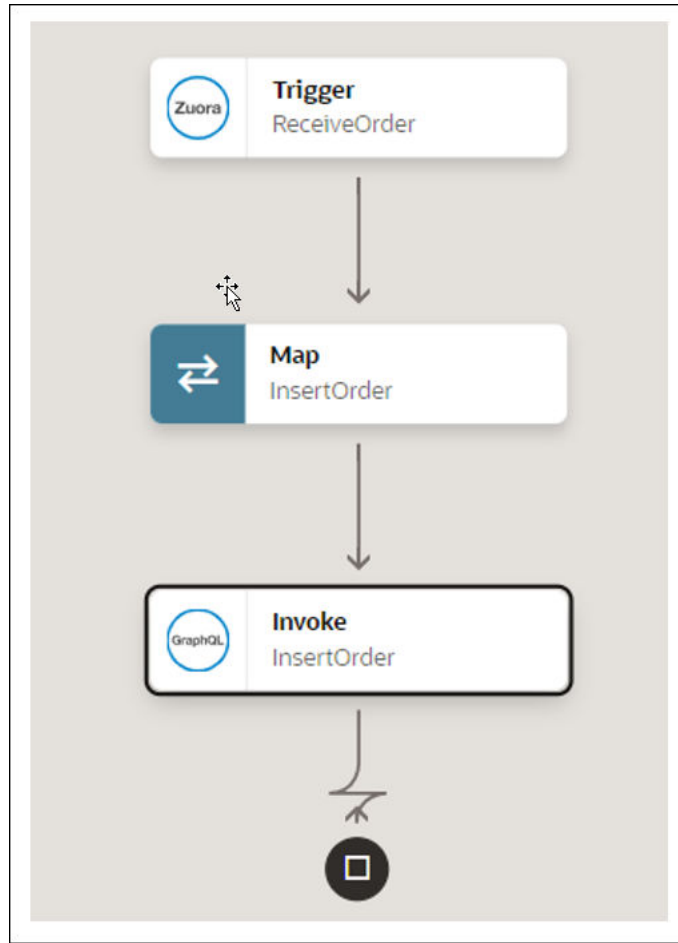 Zuora
Trigger
ReceiveOrder
Map
InsertOrder
GraphQL
Invoke
InsertOrder